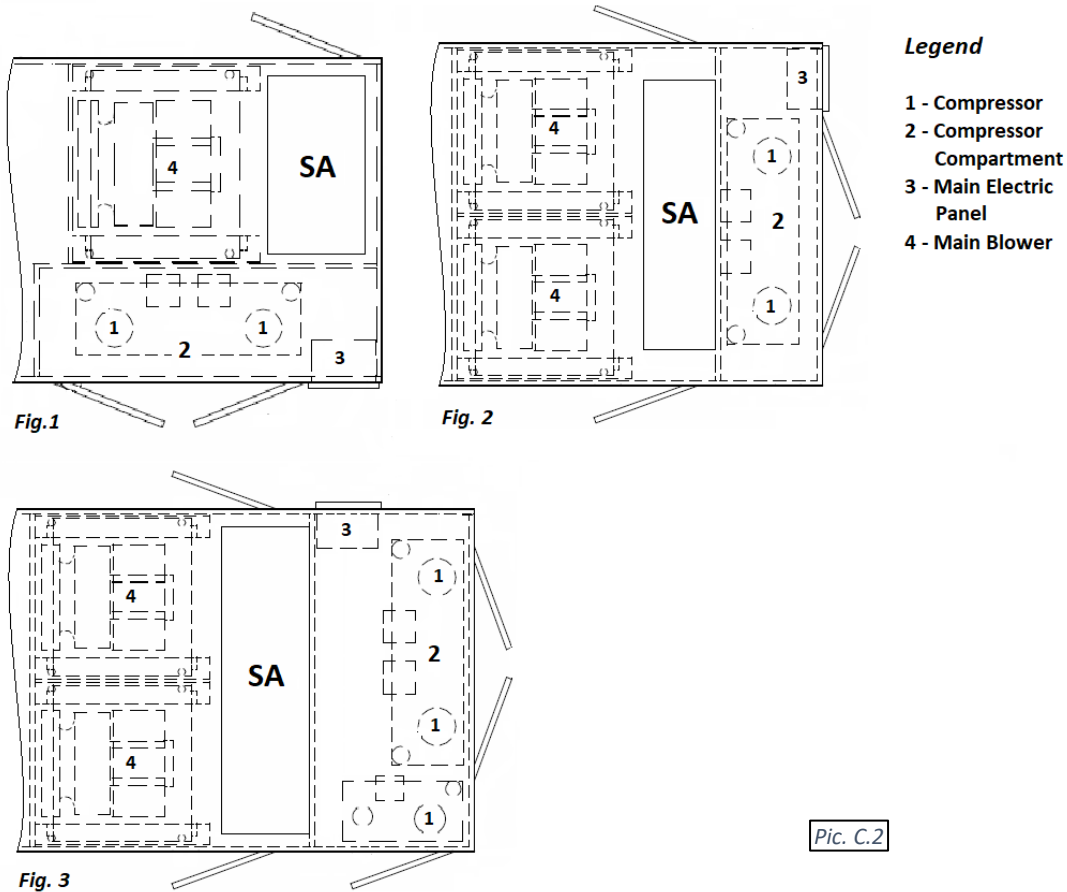 Legend
1 - Compressor
2 - Compressor
Compartment
3 - Main Electric
Panel
4 - Main Blower
4
SA
1
1
2
3
Fig.1
3
4
1
SA
2
4
1
Fig. 2
3
1
4
2
SA
1
4
1
Fig. 3
Pic. C.2